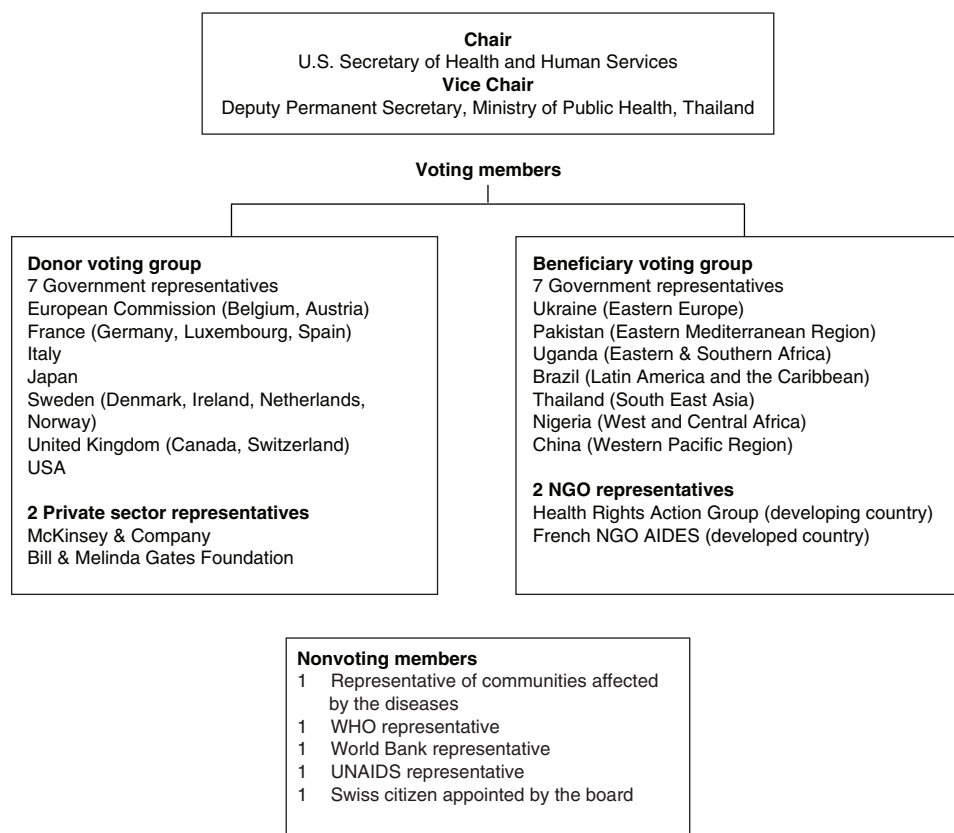 Chair
U.S. Secretary of Health and Human Services
Vice Chair
Deputy Permanent Secretary, Ministry of Public Health, Thailand
Voting members
Donor voting group
7 Government representatives
European Commission (Belgium, Austria)
France (Germany, Luxembourg, Spain)
Italy
Japan
Sweden (Denmark, Ireland, Netherlands,
Norway)
United Kingdom (Canada, Switzerland)
USA
2 Private sector representatives
McKinsey & Company
Bill & Melinda Gates Foundation
Beneficiary voting group
7 Government representatives
Ukraine (Eastern Europe)
Pakistan (Eastern Mediterranean Region)
Uganda (Eastern & Southern Africa)
Brazil (Latin America and the Caribbean)
Thailand (South East Asia)
Nigeria (West and Central Africa)
China (Western Pacific Region)
2 NGO representatives
Health Rights Action Group (developing country)
French NGO AIDES (developed country)
Nonvoting members
1 Representative of communities affected
by the diseases
1 WHO representative
1 World Bank representative
1 UNAIDS representative
1 Swiss citizen appointed by the board